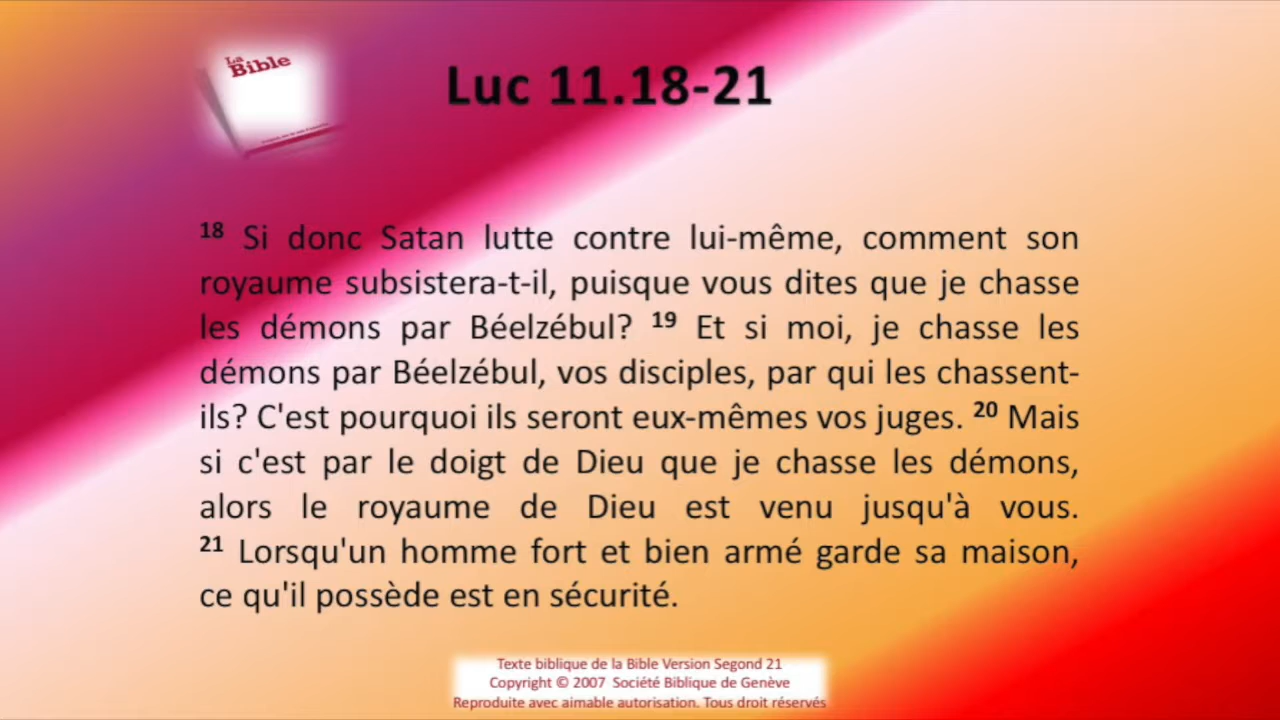 La
Bible
Luc 11.18-21
18 Si donc Satan lutte contre lui-même, comment son
royaume subsistera-t-il, puisque vous dites que je chasse
les démons par Béelzébul? 19 Et si moi, je chasse les
démons par Béelzébul, vos disciples, par qui les chassent-
ils? C'est pourquoi ils seront eux-mêmes vos juges. 20 Mais
si c'est par le doigt de Dieu que je chasse les démons,
alors le royaume de Dieu est venu jusqu'à vous.
21 Lorsqu'un homme fort et bien armé garde sa maison,
ce qu'il possède est en sécurité.
Texte biblique de la Bible Version Segond 21
Copyright © 2007 Société Biblique de Genève
Reproduite avec aimable autorisation. Tous droit réservés